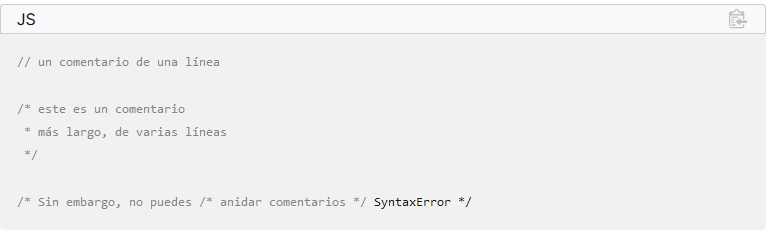 JS
// un comentario de una línea
/* este es un comentario
* más largo, de varias líneas
*/
/* Sin embargo, no puedes /* anidar comentarios */ SyntaxError */